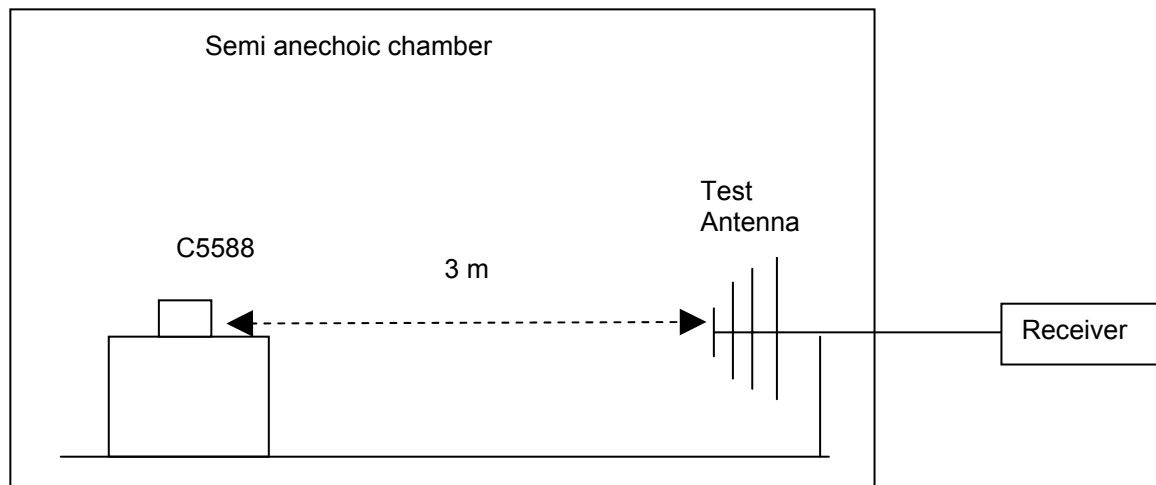 Semi anechoic chamber
Test
Antenna
C5588
3 m
Receiver